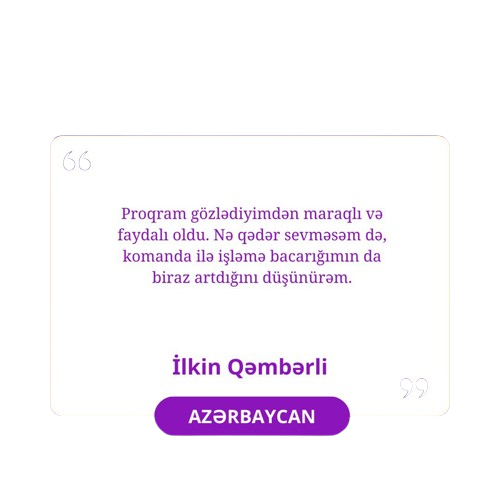 Proqram gözlədiyimdən maraqlı və
faydalı oldu. Nə qədər sevməsəm də,
komanda ilə işləmə bacarığımın da
biraz artdığını düşünürəm.
İlkin Qəmbərli
AZƏRBAYCAN